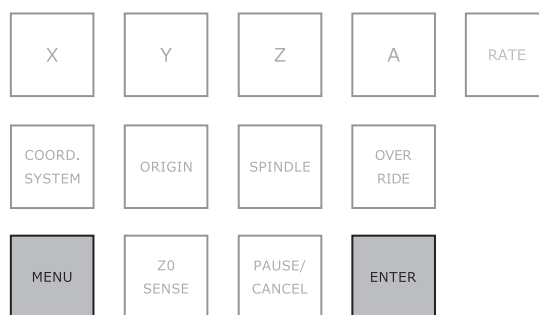 X Y Z A RATE
COORD.
SYSTEM
ORIGIN
SPINDLE
OVER
RIDE
MENU
Z0
SENSE
PAUSE/
CANCEL
ENTER